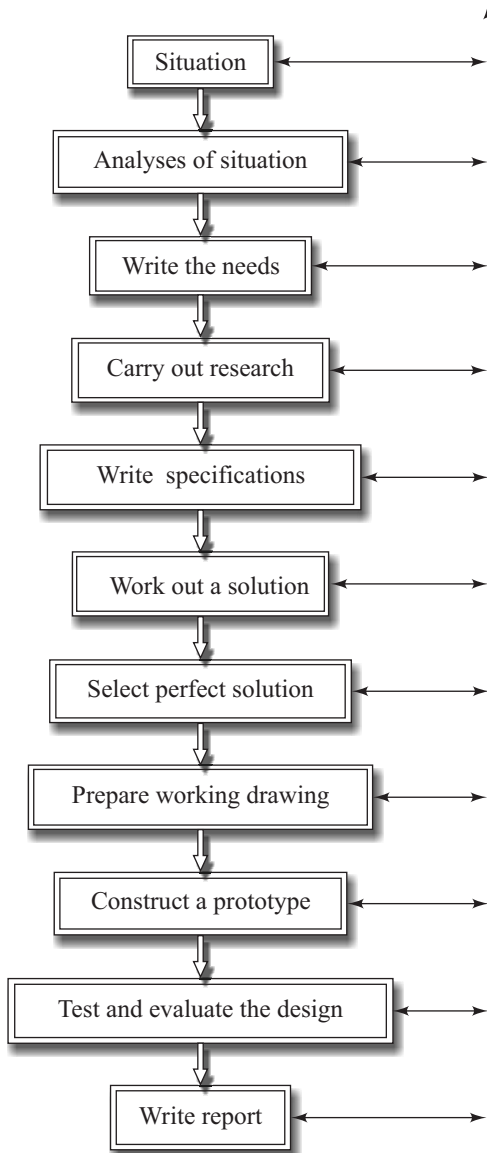 Situation
Analyses of situation
Write the needs
Carry out research
Write specifications
Work out a solution
Select perfect solution
Prepare working drawing
Construct a prototype
Test and evaluate the design
Write report